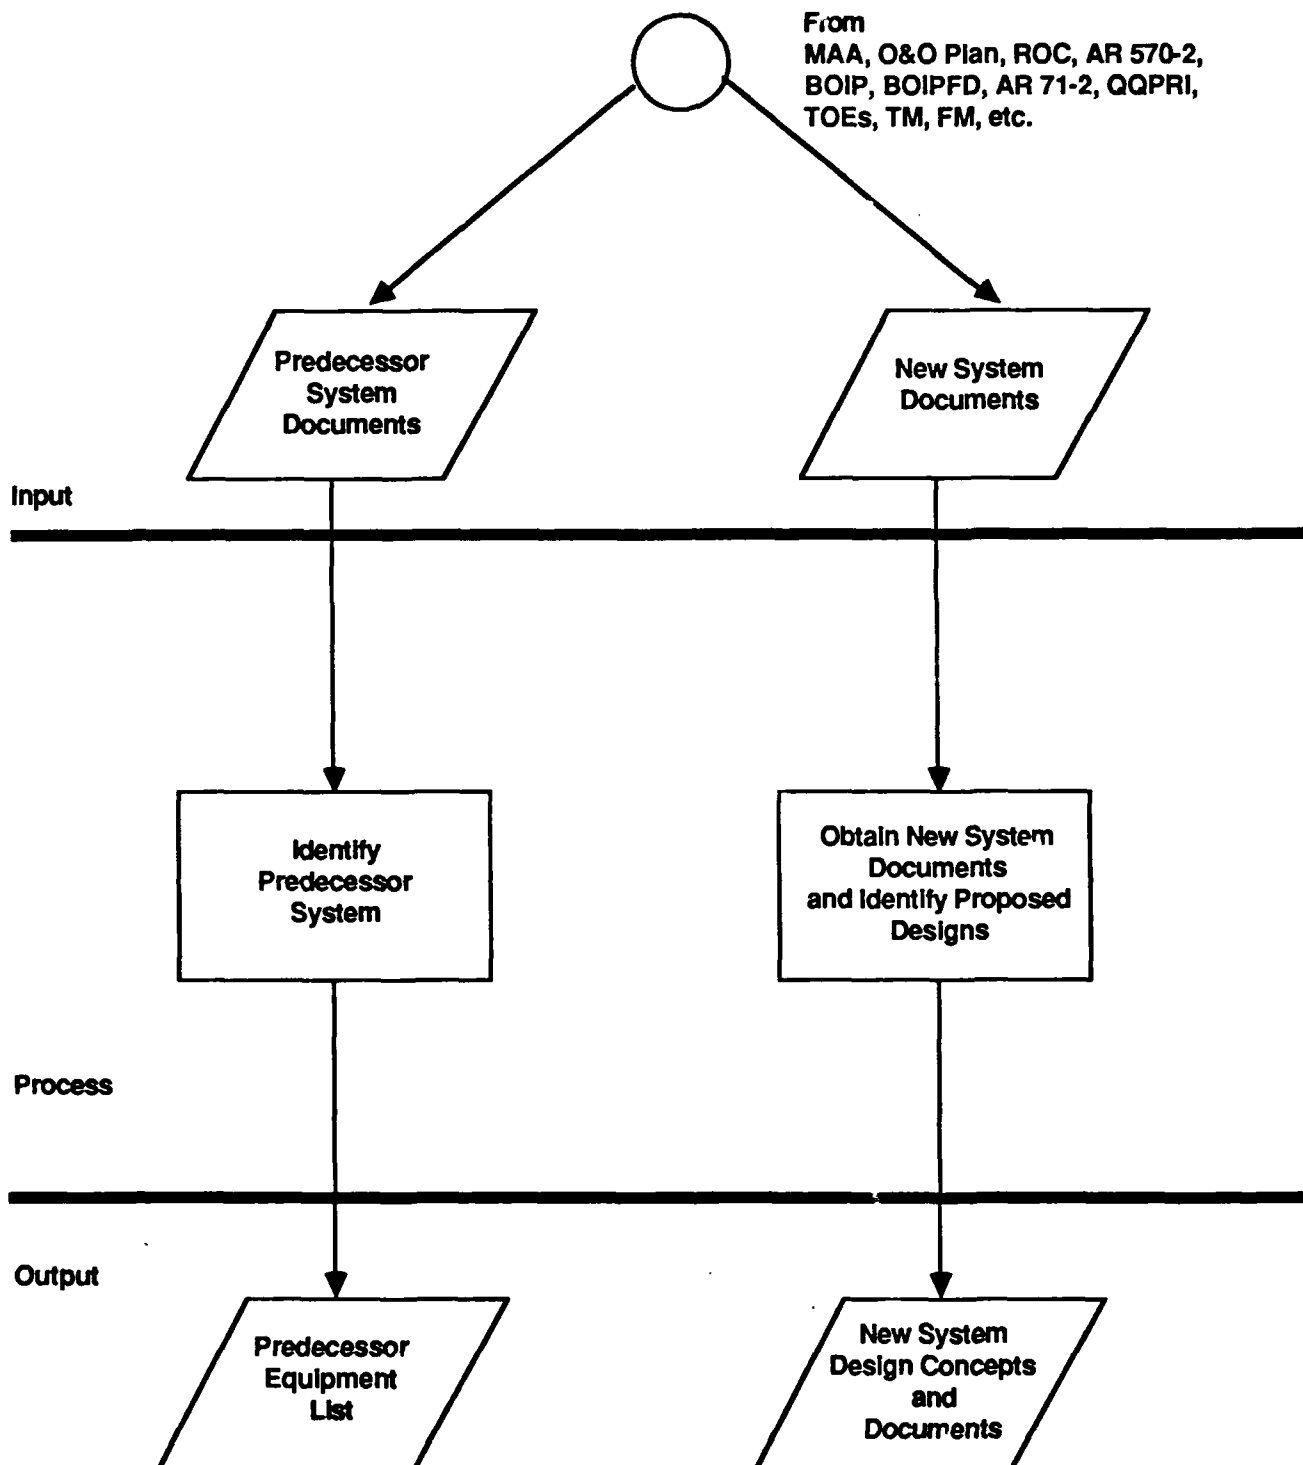 From
MAA, O&O Plan, ROC, AR 570-2,
BOIP, BOIPFD, AR 71-2, QQPRI,
TOEs, TM, FM, etc.
Predecessor
System
Documents
New System
Documents
Input
Identify
Predecessor
System
Obtain New System
Documents
and Identify Proposed
Designs
Process
Output
Predecessor
Equipment
List
New System
Design Concepts
and
Documents